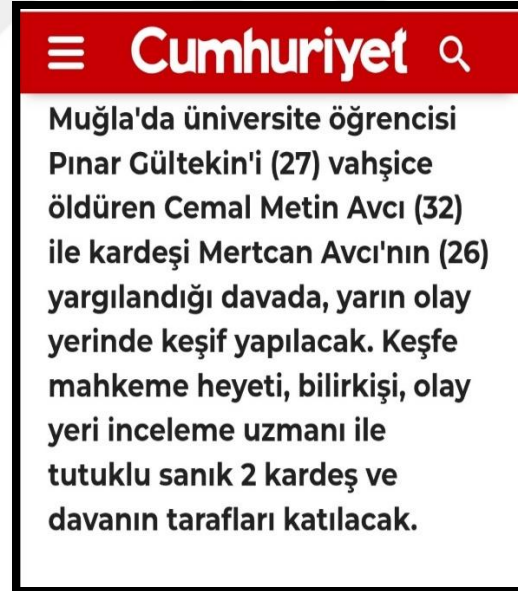 Cumhuriyet
Muğla'da üniversite öğrencisi
Pınar Gültekin'i (27) vahşice
öldüren Cemal Metin Avcı (32)
ile kardeşi Mertcan Avcı'nın (26)
yargılandığı davada, yarın olay
yerinde keşif yapılacak. Keşfe
mahkeme heyeti, bilirkişi, olay
yeri inceleme uzmanı ile
tutuklu sanık 2 kardeş ve
davanın tarafları katılacak.